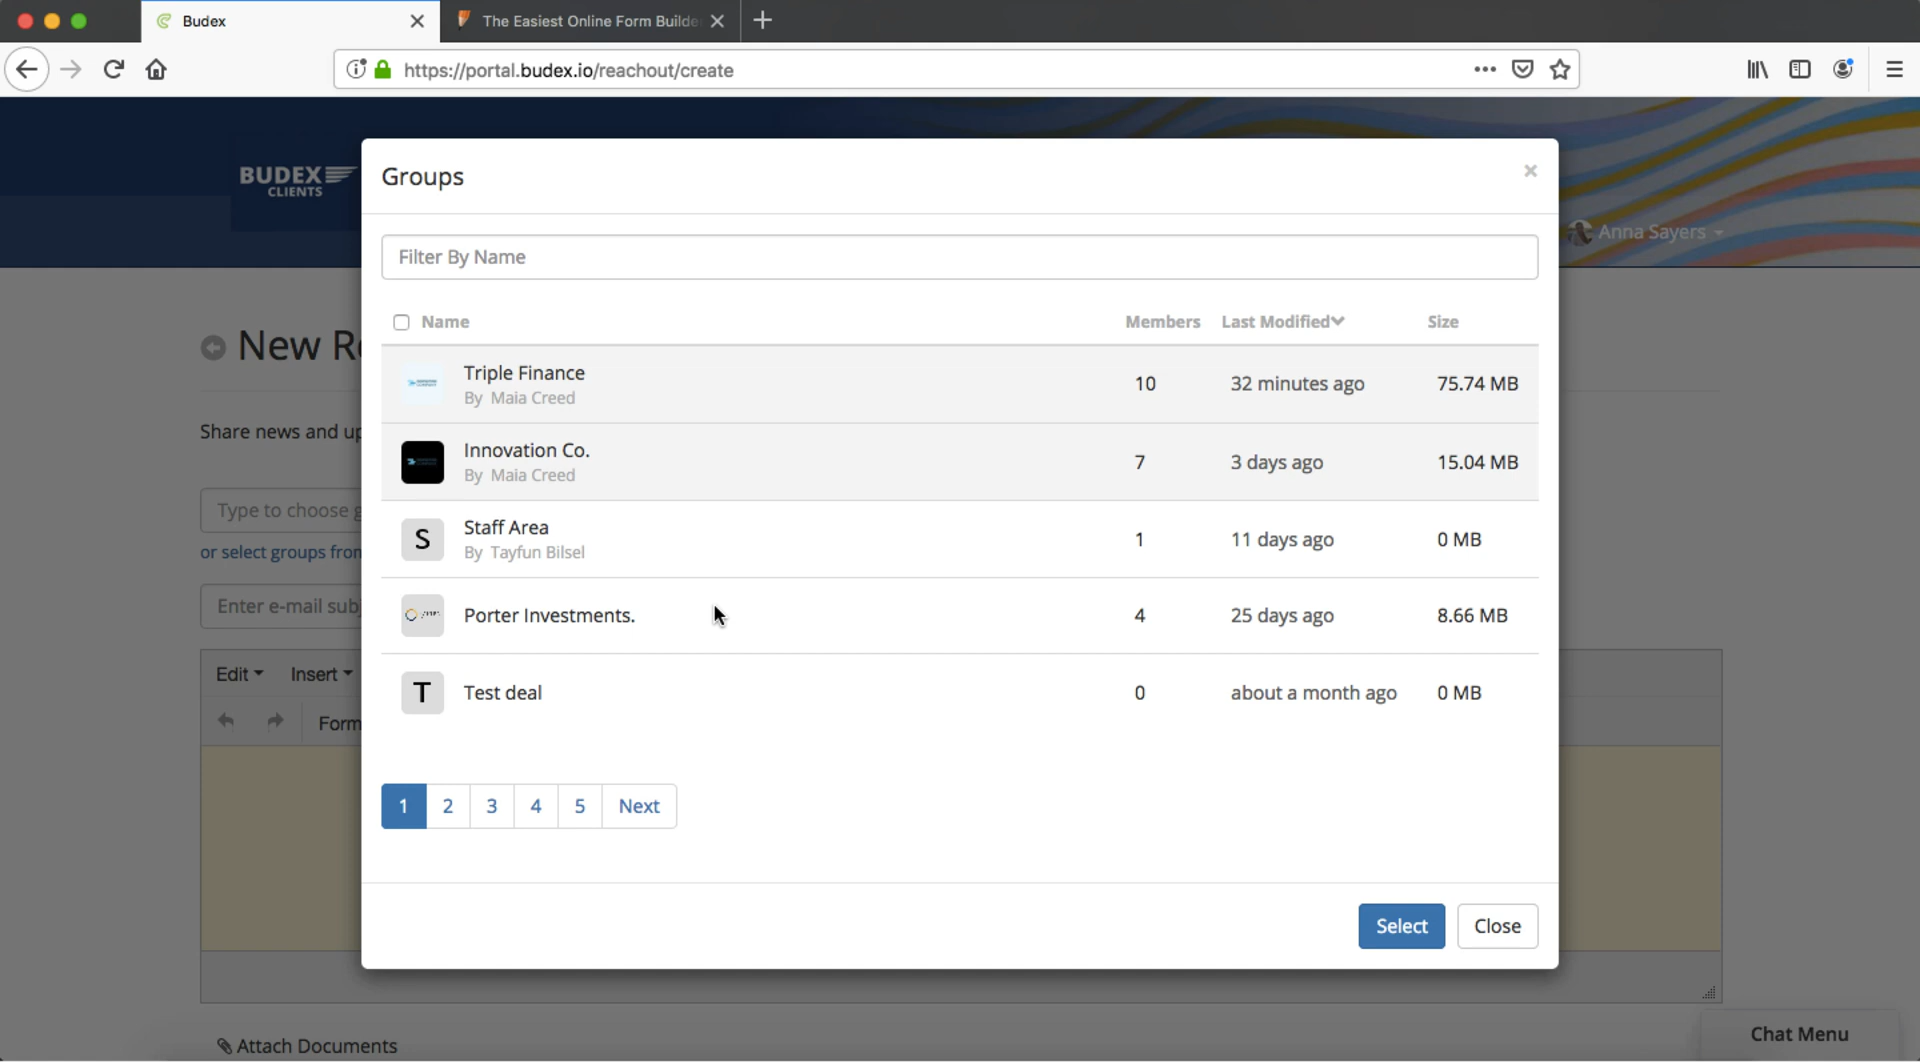 Budex
The Easiest Online Form Builde
https://portal.budex.io/reachout/create
BUDEX
CLIENTS
Anna Sayers
Groups
Filter By Name
Name Members Last Modified Size
Triple Finance
By Maia Creed
10 32 minutes ago 75.74 MB
Innovation Co.
By Maia Creed
7 3 days ago 15.04 MB
S
Staff Area
By Tayfun Bilsel
1 11 days ago 0 MB
Porter Investments.
4 25 days ago 8.66 MB
T
Test deal
0 about a month ago 0 MB
1 2 3 4 5 Next
Select Close
New Re
Share news and up
Type to choose g
or select groups from
Enter e-mail subj
Edit Insert
Form
Attach Documents
Chat Menu